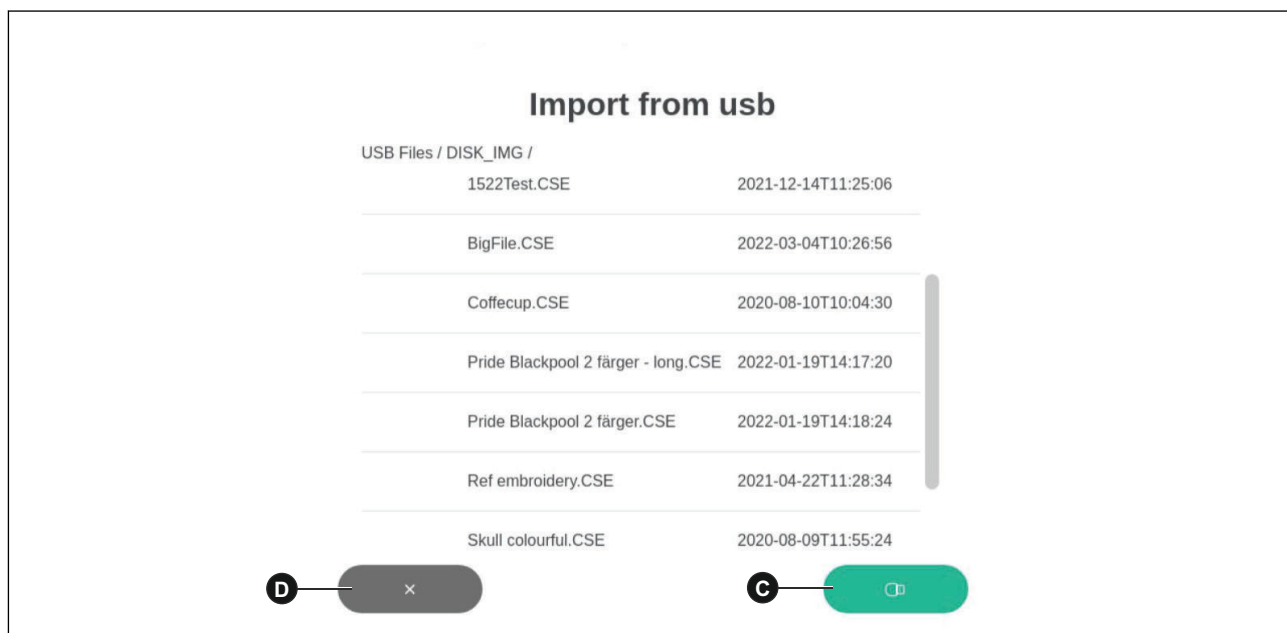 Import from usb
USB Files / DISK_IMG /
1522Test.CSE 2021-12-14T11:25:06
BigFile.CSE 2022-03-04T10:26:56
Coffecup.CSE 2020-08-10T10:04:30
Pride Blackpool 2 färger - long.CSE 2022-01-19T14:17:20
Pride Blackpool 2 färger.CSE 2022-01-19T14:18:24
Ref embroidery.CSE 2021-04-22T11:28:34
Skull colourful.CSE 2020-08-09T11:55:24
D C